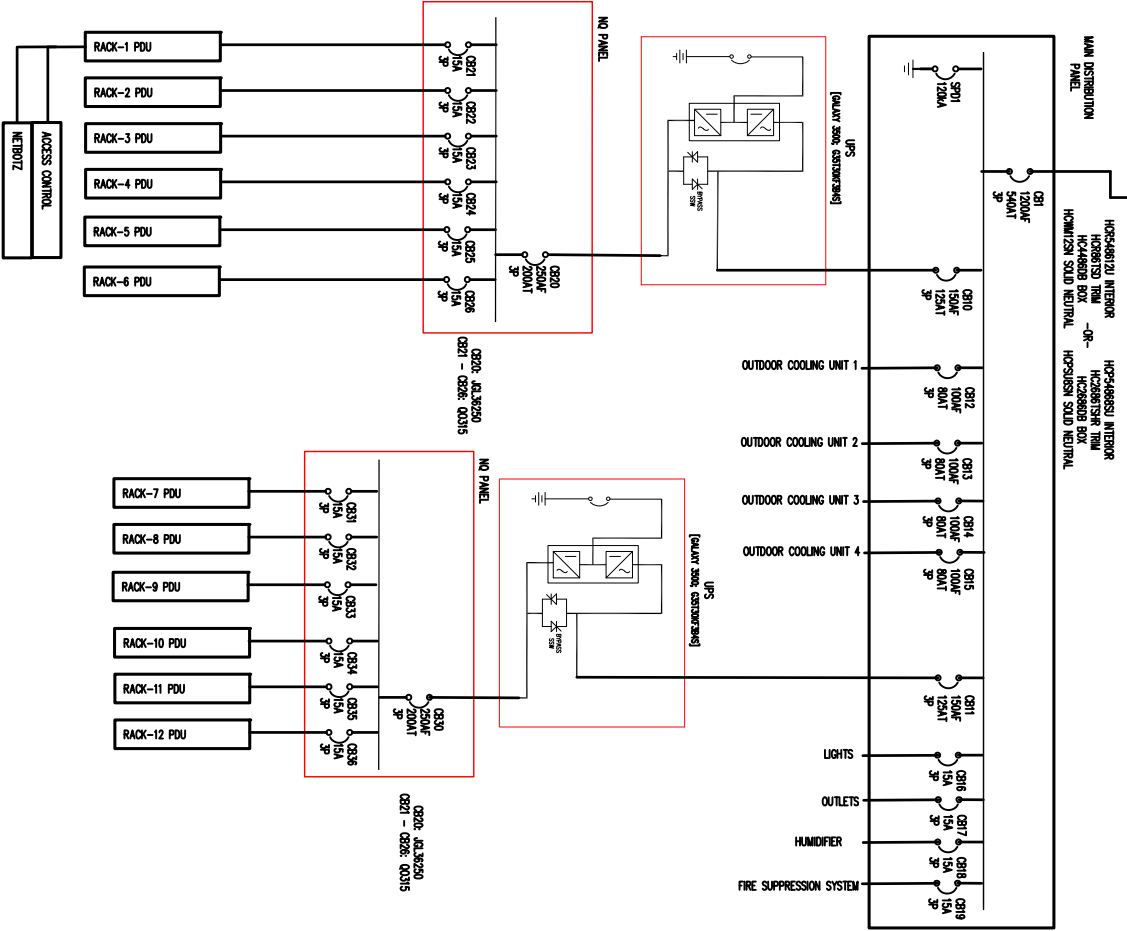 MAIN DISTRIBUTION
PANEL
HCR548612U INTERIOR
HCR86TSD TRIM
HC4486DB BOX
HCWM12SN SOLID NEUTRAL
-OR-
HCP54868SU INTERIOR
HC2686TSHR TRIM
HC2686DB BOX
HCPSU8SN SOLID NEUTRAL
SPD1
120kA
CB1
1200AF
540AT
3P
CB10
150AF
125AT
3P
OUTDOOR COOLING UNIT 1
CB12
100AF
80AT
3P
OUTDOOR COOLING UNIT 2
CB13
100AF
80AT
3P
OUTDOOR COOLING UNIT 3
CB14
100AF
80AT
3P
OUTDOOR COOLING UNIT 4
CB15
100AF
80AT
3P
CB11
150AF
125AT
3P
LIGHTS
CB16
15A
3P
OUTLETS
CB17
15A
3P
HUMIDIFIER
CB18
15A
3P
FIRE SUPPRESSION SYSTEM
CB19
15A
3P
UPS
[GALAXY 3500; G35T30KF3B4S]
BYPASS
SSW
NQ PANEL
CB20
250AF
200AT
3P
CB21
15A
3P
CB22
15A
3P
CB23
15A
3P
CB24
15A
3P
CB25
15A
3P
CB26
15A
3P
CB20: JGL36250
CB21 - CB26: QO315
RACK-1 PDU
RACK-2 PDU
RACK-3 PDU
RACK-4 PDU
RACK-5 PDU
RACK-6 PDU
ACCESS CONTROL
NETBOTZ
UPS
[GALAXY 3500; G35T30KF3B4S]
BYPASS
SSW
NQ PANEL
CB30
250AF
200AT
3P
CB31
15A
3P
CB32
15A
3P
CB33
15A
3P
CB34
15A
3P
CB35
15A
3P
CB36
15A
3P
CB20: JGL36250
CB21 - CB26: QO315
RACK-7 PDU
RACK-8 PDU
RACK-9 PDU
RACK-10 PDU
RACK-11 PDU
RACK-12 PDU